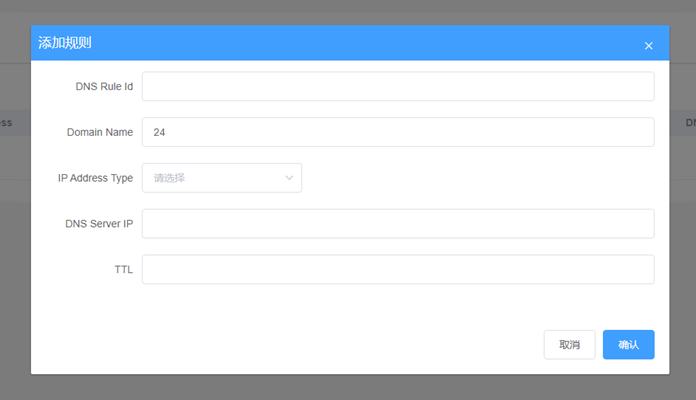 添加规则
DNS Rule Id
Domain Name 24
IP Address Type 请选择
DNS Server IP
TTL
取消 确认